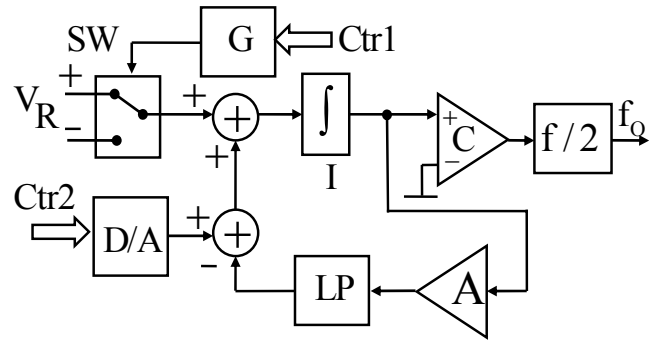 SW
G
Ctr1
+
V_R
−
+
+
+
∫
I
+
C
−
f/2
f_O
Ctr2
D/A
+
+
−
LP
A